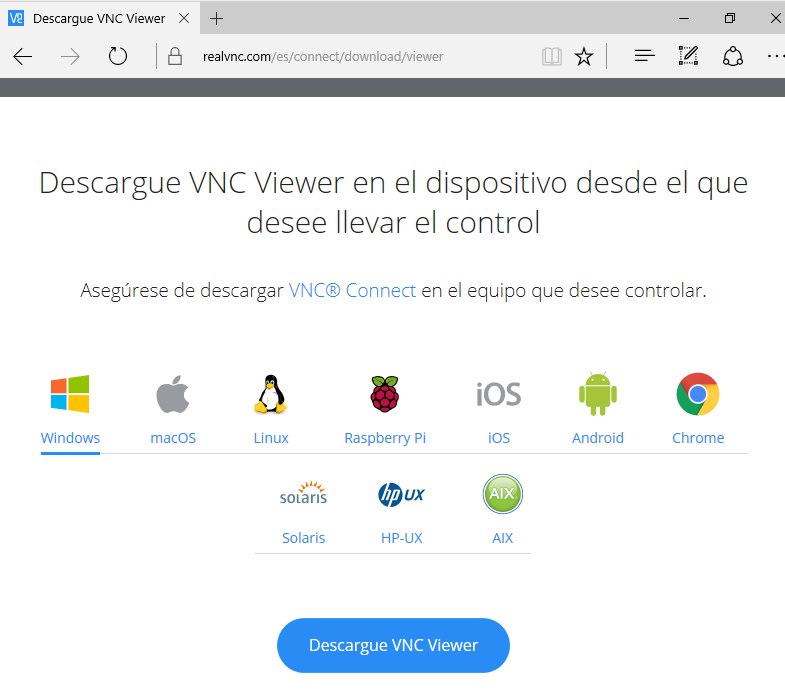 Descargue VNC Viewer
realvnc.com/es/connect/download/viewer
Descargue VNC Viewer en el dispositivo desde el que
desee llevar el control
Asegúrese de descargar VNC® Connect en el equipo que desee controlar.
iOS
Windows macOS Linux Raspberry Pi iOS Android Chrome
solaris hp UX AIX
Solaris HP-UX AIX
Descargue VNC Viewer